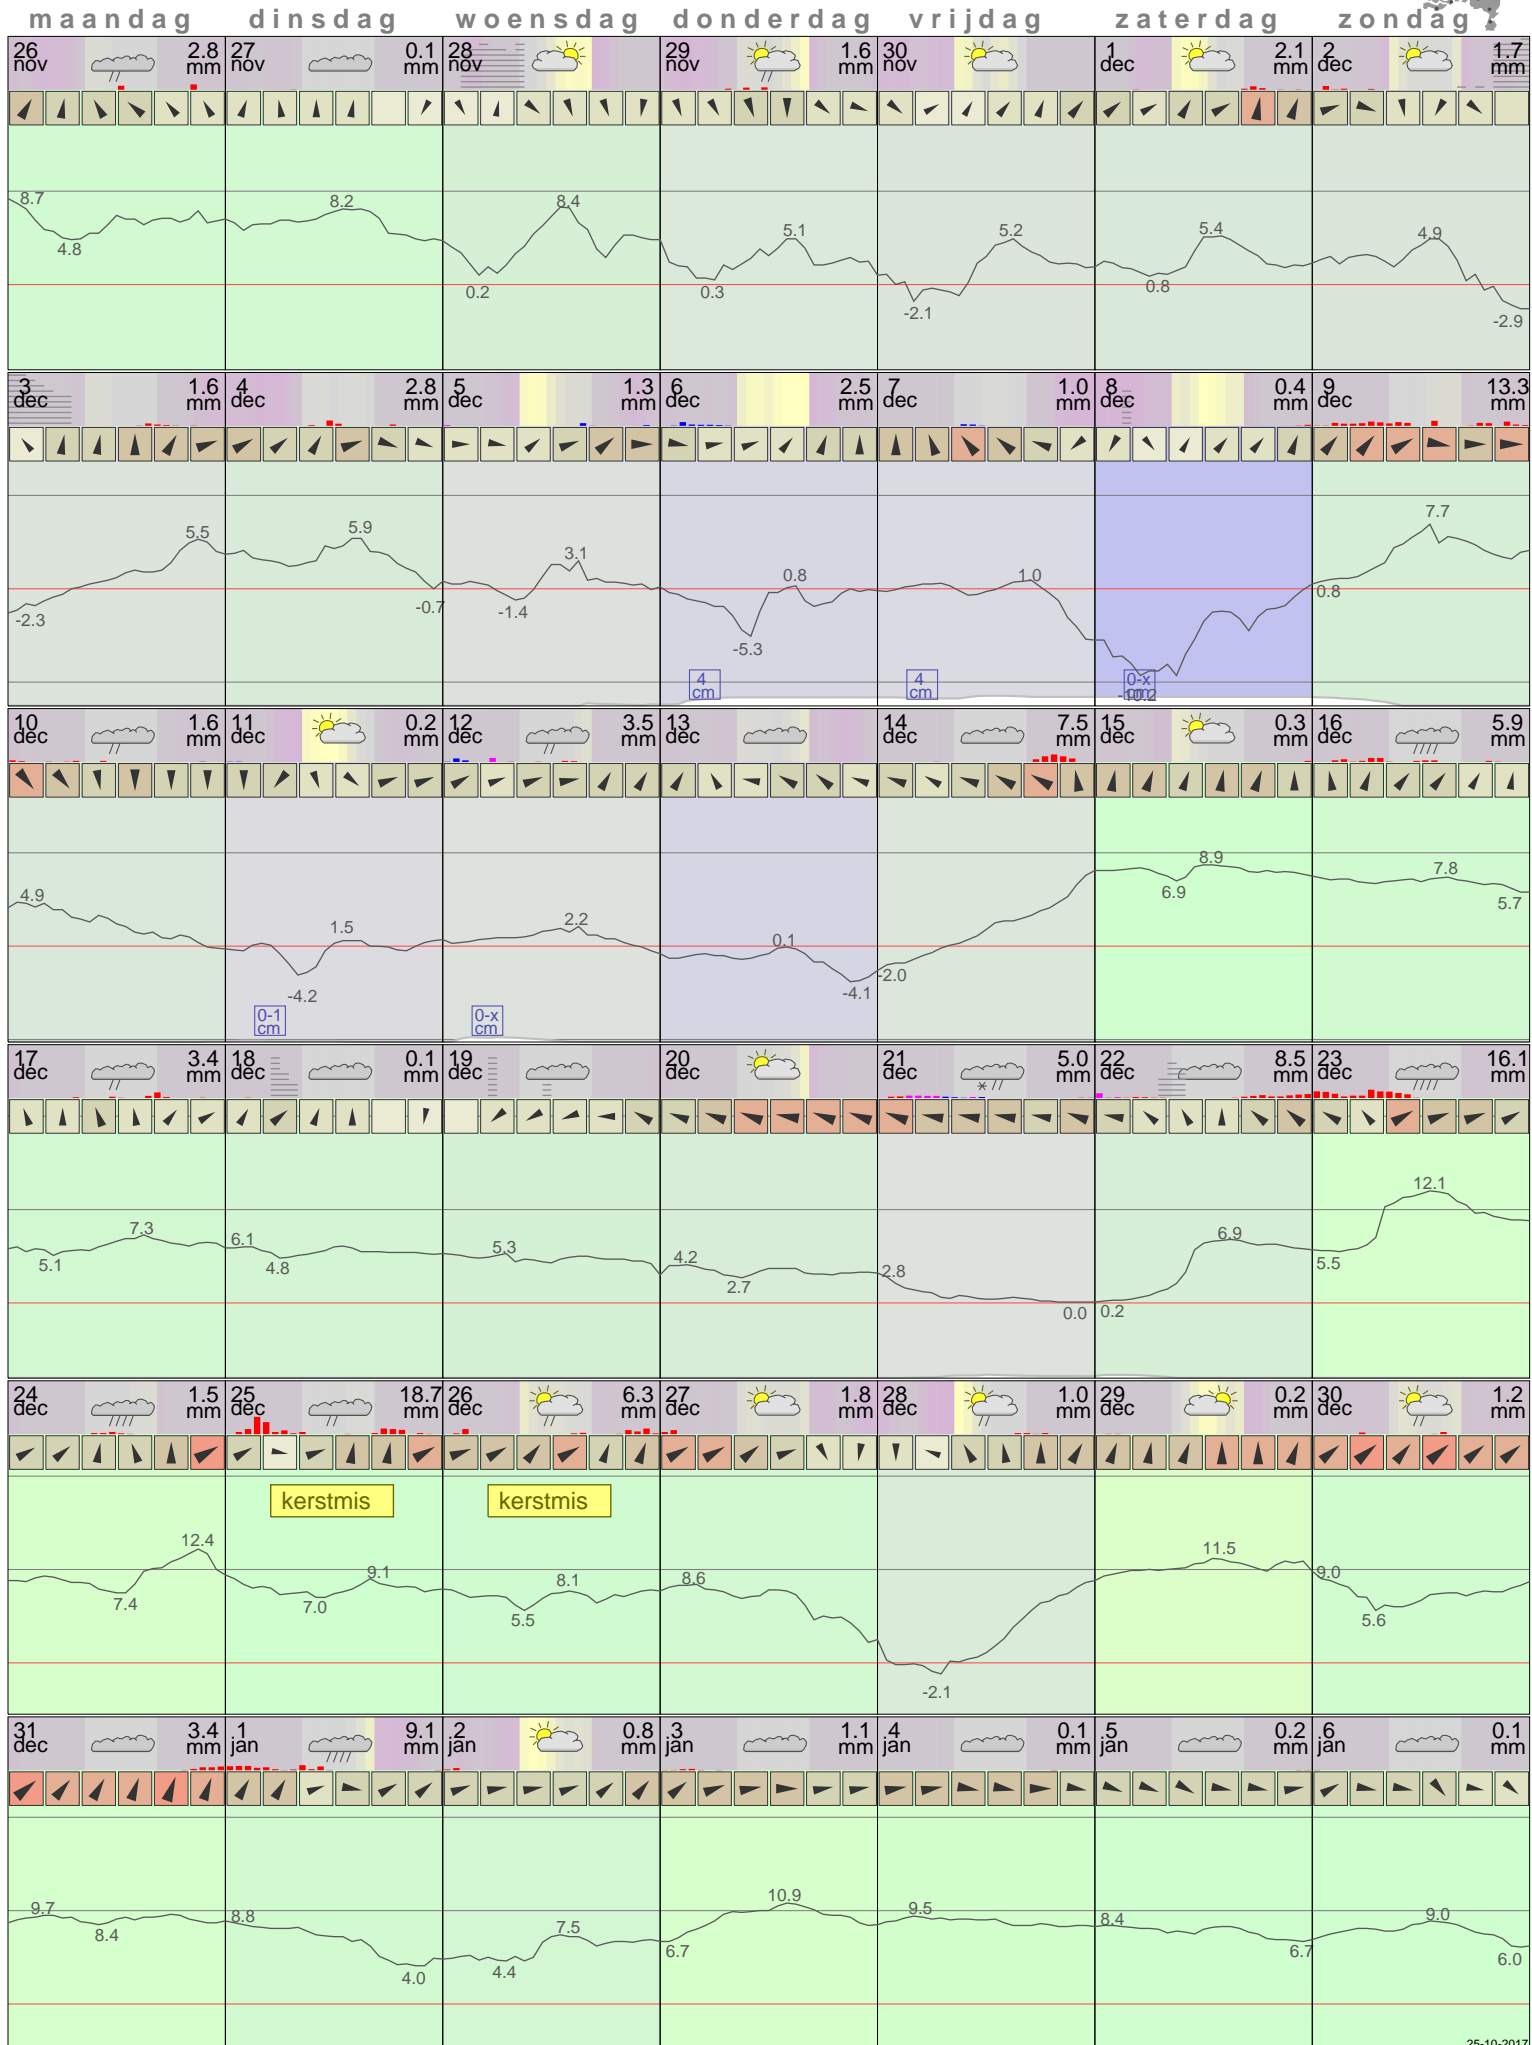 maandag dinsdag woensdag donderdag vrijdag zaterdag zondag
26 2.8 27 0.1 28 29 1.6 30 1 2.1 2 1.7
nov mm nov mm nov nov mm nov dec mm dec mm
8.7 8.2 8.4 5.1 5.2 5.4 4.9
4.8 0.2 0.3 -2.1 0.8 -2.9
3 1.6 4 2.8 5 1.3 6 2.5 7 1.0 8 0.4 9 13.3
dec mm dec mm dec mm dec mm dec mm dec mm dec mm
5.5 5.9 3.1 0.8 1.0 7.7
-2.3 -0.7 -1.4 -5.3 0.8
4 4 0-x
cm cm cm
-10.2
10 1.6 11 0.2 12 3.5 13 14 7.5 15 0.3 16 5.9
dec mm dec mm dec mm dec dec mm dec mm dec mm
4.9 1.5 2.2 0.1 8.9 7.8
-4.2 -4.1 -2.0 6.9 5.7
0-1 0-x
cm cm
17 3.4 18 0.1 19 20 21 5.0 22 8.5 23 16.1
dec mm dec mm dec dec dec mm dec mm dec mm
7.3 6.1 5.3 4.2 2.8 6.9 12.1
5.1 4.8 2.7 0.0 0.2 5.5
24 1.5 25 18.7 26 6.3 27 1.8 28 1.0 29 0.2 30 1.2
dec mm dec mm dec mm dec mm dec mm dec mm dec mm
kerstmis kerstmis
12.4 9.1 8.1 8.6 11.5 9.0
7.4 7.0 5.5 -2.1 5.6
31 3.4 1 9.1 2 0.8 3 1.1 4 0.1 5 0.2 6 0.1
dec mm jan mm jan mm jan mm jan mm jan mm jan mm
9.7 8.8 7.5 10.9 9.5 8.4 9.0
8.4 4.0 4.4 6.7 6.7 6.0
25-10-2017